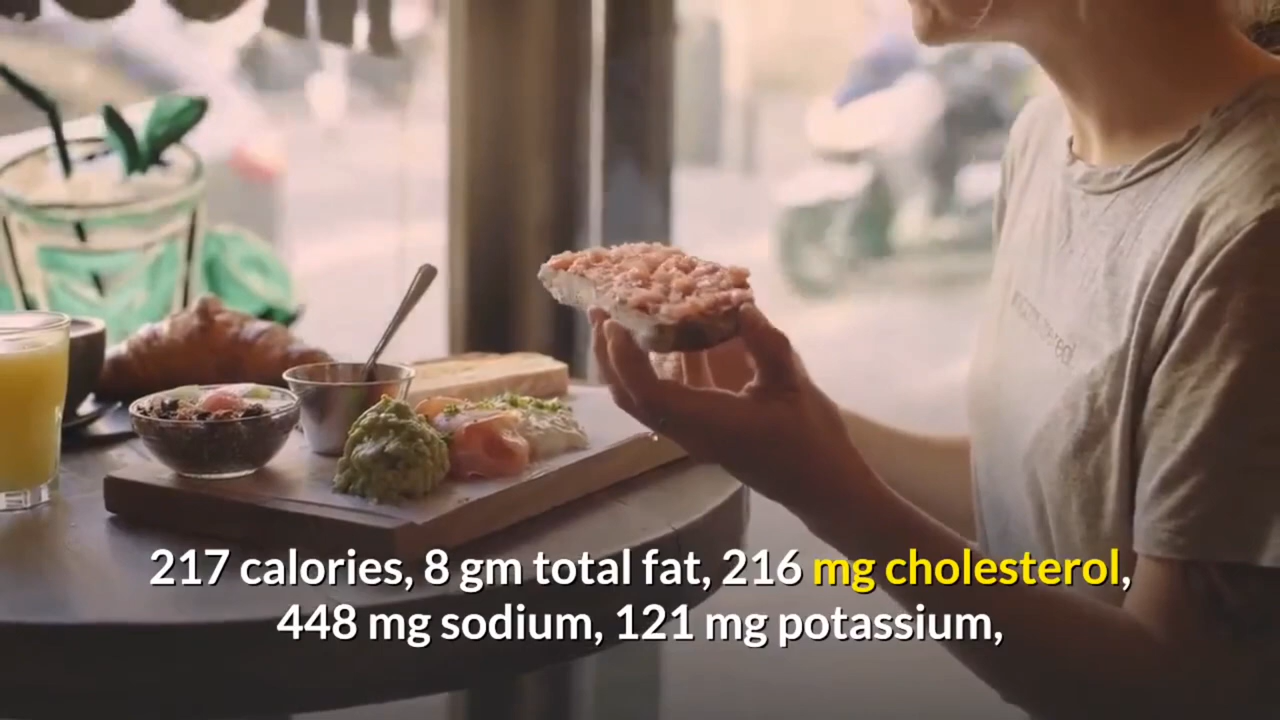 217 calories, 8 gm total fat, 216 mg cholesterol,
448 mg sodium, 121 mg potassium,